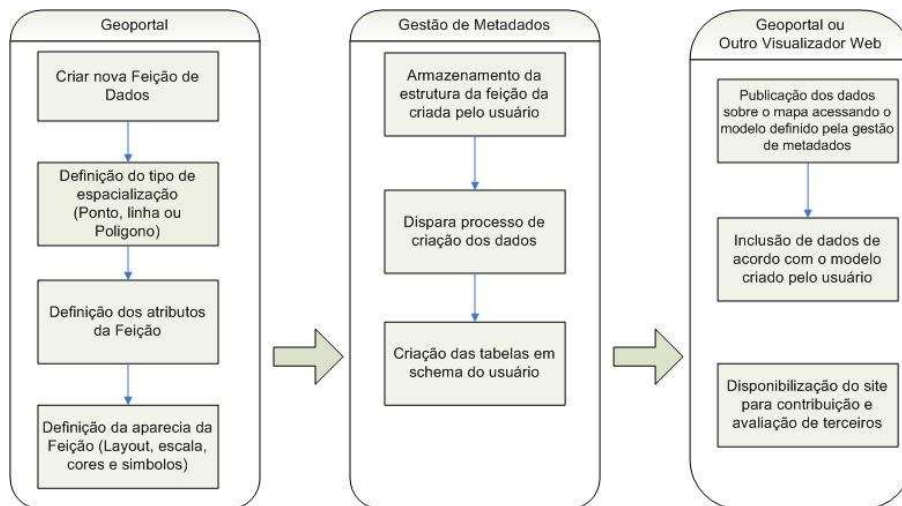 Geoportal
Criar nova Feição de
Dados
Definição do tipo de
espacialização
(Ponto, linha ou
Poligono)
Definição dos atributos
da Feição
Definição da aparecia da
Feição (Layout, escala,
cores e simbolos)
Gestão de Metadados
Armazenamento da
estrutura da feição da
criada pelo usuário
Dispara processo de
criação dos dados
Criação das tabelas em
schema do usuário
Geoportal ou
Outro Visualizador Web
Publicação dos dados
sobre o mapa acessando o
modelo definido pela gestão
de metadados
Inclusão de dados de
acordo com o modelo
criado pelo usuário
Disponibilização do site
para contribuição e
avaliação de terceiros